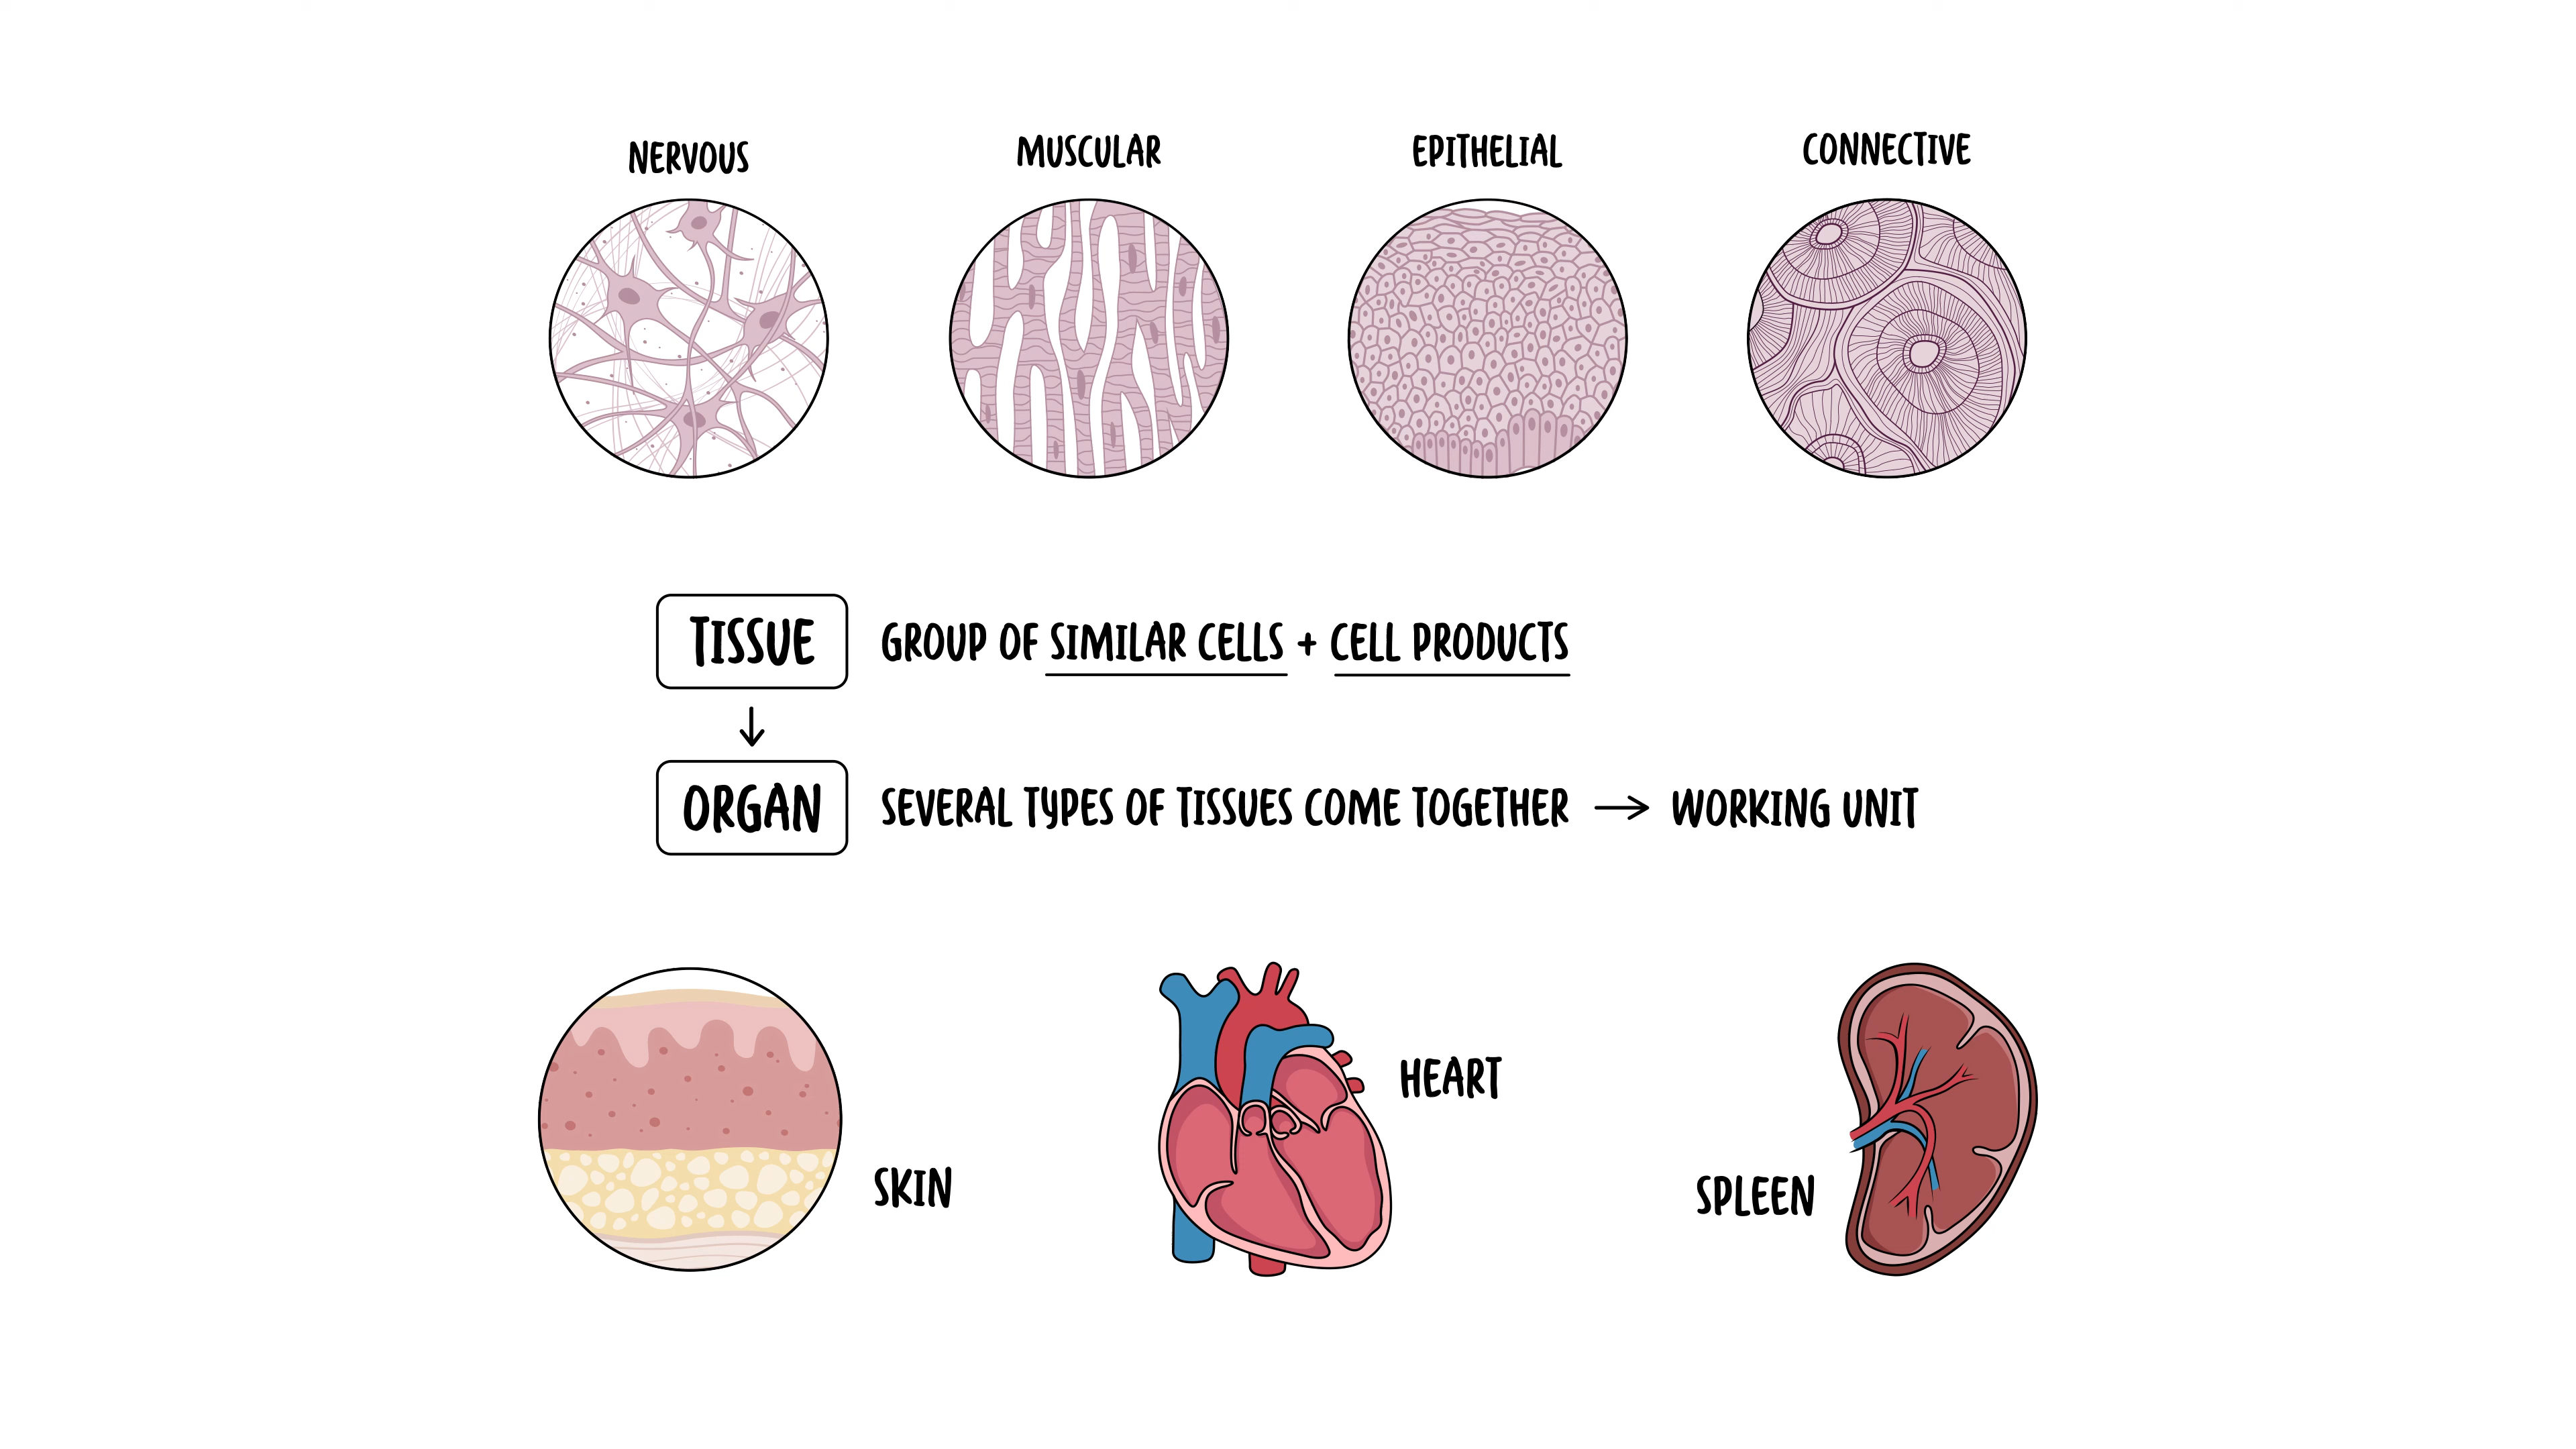 NERVOUS
MUSCULAR
EPITHELIAL
CONNECTIVE
TISSUE
GROUP OF SIMILAR CELLS + CELL PRODUCTS
↓
ORGAN
SEVERAL TYPES OF TISSUES COME TOGETHER → WORKING UNIT
HEART
SKIN
SPLEEN